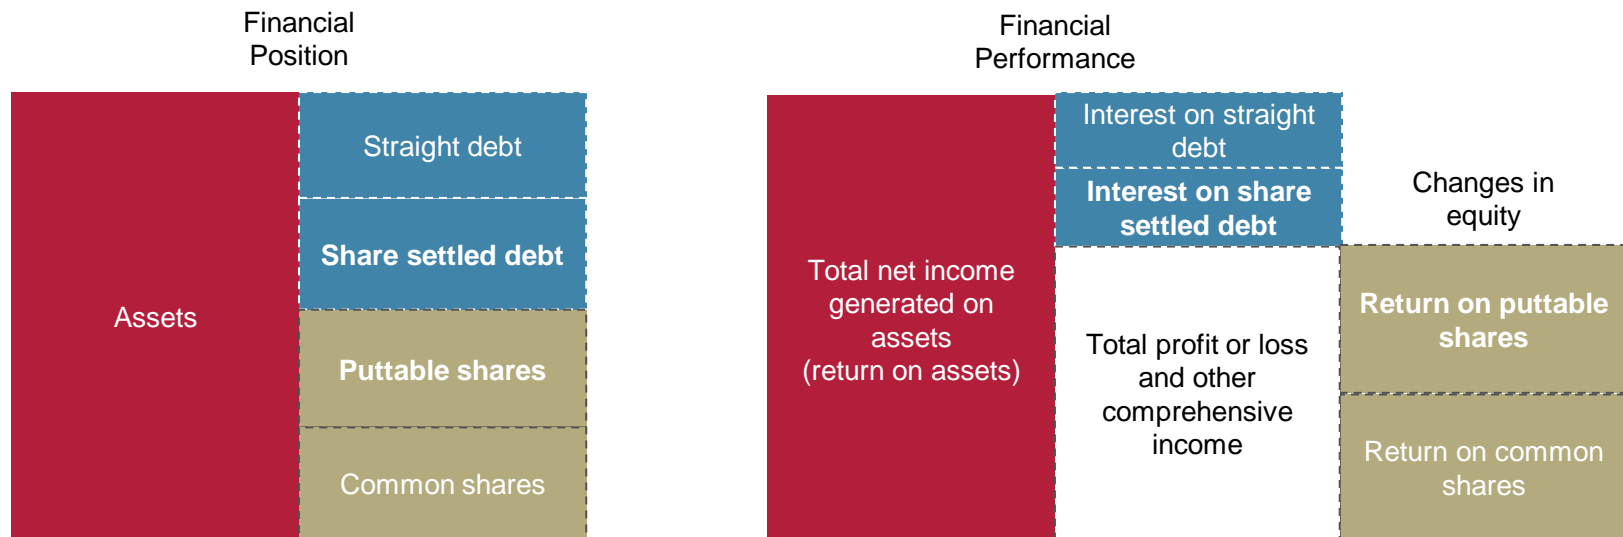 Financial
Position
Assets
Straight debt
Share settled debt
Puttable shares
Common shares
Financial
Performance
Total net income
generated on
assets
(return on assets)
Interest on straight
debt
Interest on share
settled debt
Total profit or loss
and other
comprehensive
income
Changes in
equity
Return on puttable
shares
Return on common
shares